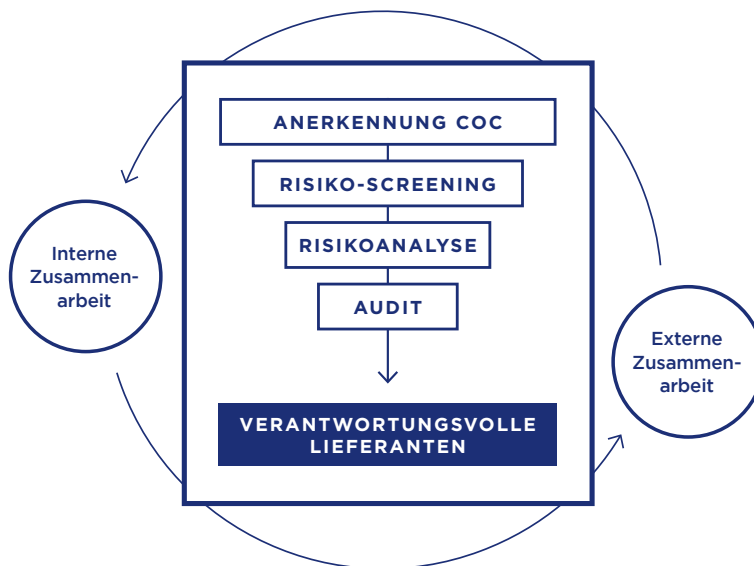 ANERKENNUNG COC
RISIKO-SCREENING
RISIKOANALYSE
AUDIT
VERANTWORTUNGSVOLLE
LIEFERANTEN
Interne
Zusammen-
arbeit
Externe
Zusammen-
arbeit